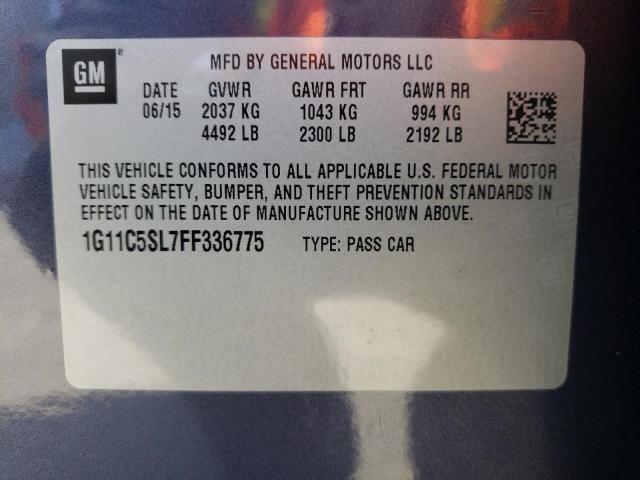 GM
MFD BY GENERAL MOTORS LLC
DATE GVWR GAWR FRT GAWR RR
06/15 2037 KG 1043 KG 994 KG
4492 LB 2300 LB 2192 LB
THIS VEHICLE CONFORMS TO ALL APPLICABLE U.S. FEDERAL MOTOR
VEHICLE SAFETY, BUMPER, AND THEFT PREVENTION STANDARDS IN
EFFECT ON THE DATE OF MANUFACTURE SHOWN ABOVE.
1G11C5SL7FF336775 TYPE: PASS CAR